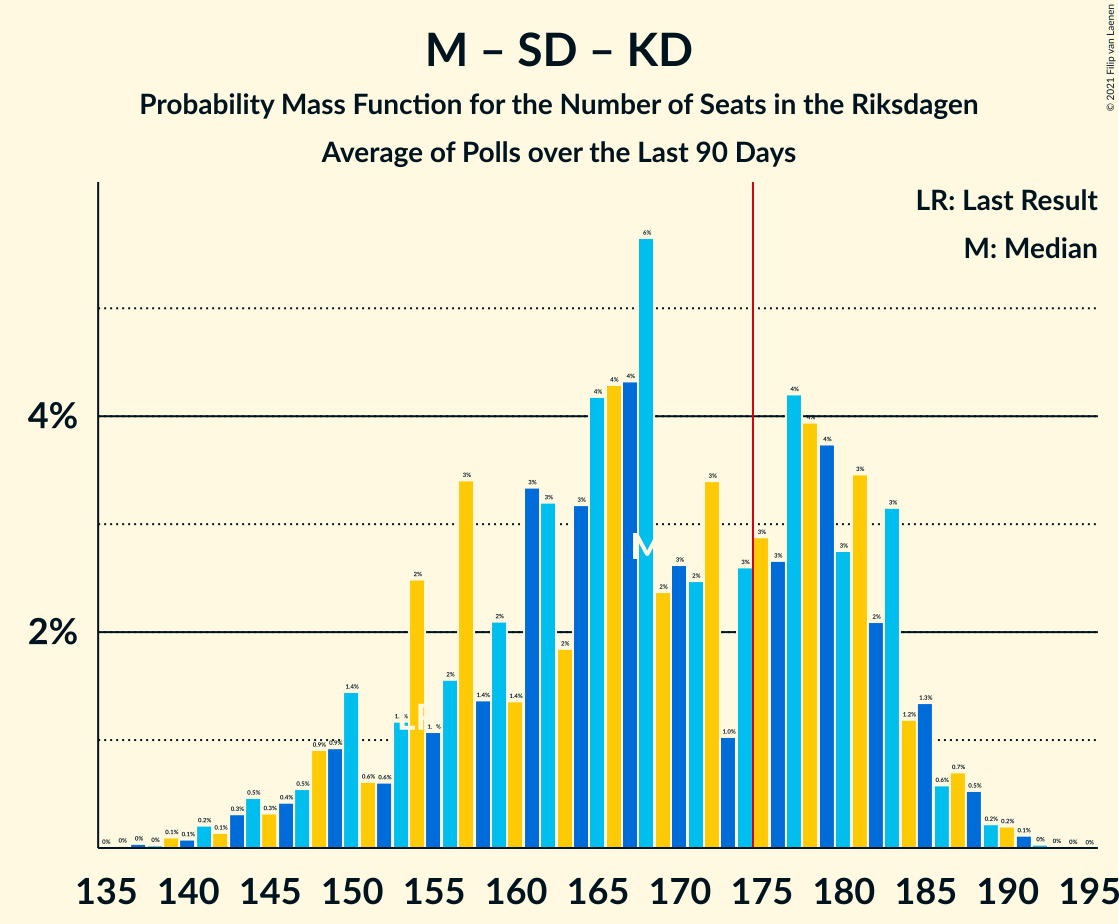 M – SD – KD
Probability Mass Function for the Number of Seats in the Riksdagen
Average of Polls over the Last 90 Days
© 2021 Filip van Laenen
LR: Last Result
M: Median
4%
2%
0% 0% 0% 0% 0.1% 0.1% 0.2% 0.1% 0.3% 0.5% 0.3% 0.4% 0.5% 0.9% 0.9% 1.4% 0.6% 0.6% 2% 2% 3% 1.4% 2% 1.4% 3% 3% 2% 3% 4% 4% 4% 6% 2% 3% 2% 3% 1.0% 3% 3% 3% 4% 4% 4% 3% 3% 2% 3% 1.2% 1.3% 0.6% 0.7% 0.5% 0.2% 0.2% 0.1% 0% 0% 0% 0%
LR
M
135 140 145 150 155 160 165 170 175 180 185 190 195